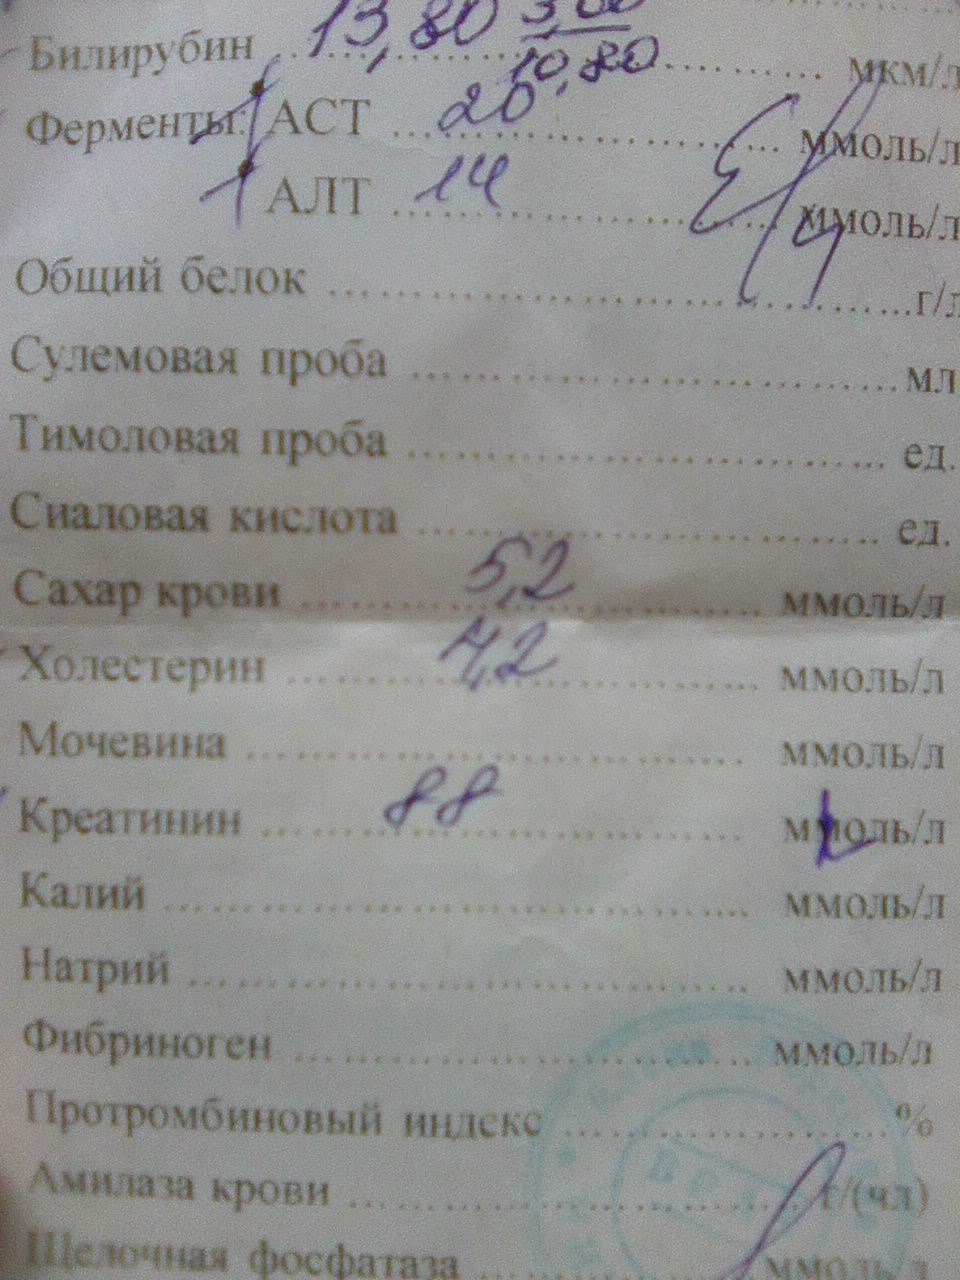 Билирубин 13,80 3,00 ............ мкм/л
10,80
Ферменты: АСТ ... 20 ............ ммоль/л
АЛТ ... 14 ............ ммоль/л
Общий белок ............ г/л
Сулемовая проба ............ мл
Тимоловая проба ............ ед.
Сиаловая кислота ............ ед.
Сахар крови ... 5,2 ............ ммоль/л
Холестерин ... 4,2 ............ ммоль/л
Мочевина ............ ммоль/л
Креатинин ... 88 ............ ммоль/л
Калий ............ ммоль/л
Натрий ............ ммоль/л
Фибриноген ............ ммоль/л
Протромбиновый индекс ............ %
Амилаза крови ............ г/(чл)
Щелочная фосфатаза ............ ммоль/л